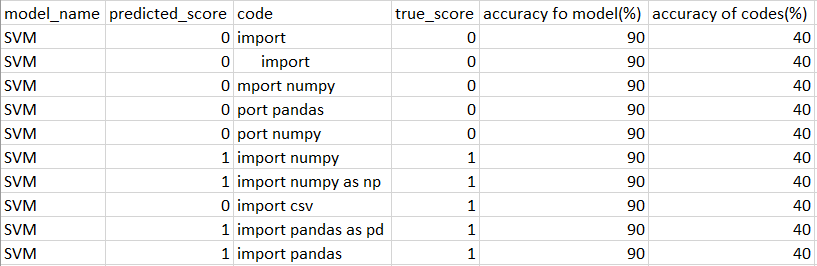 model_name predicted_score code true_score accuracy fo model(%) accuracy of codes(%)
SVM 0 import 0 90 40
SVM 0 import 0 90 40
SVM 0 mport numpy 0 90 40
SVM 0 port pandas 0 90 40
SVM 0 port numpy 0 90 40
SVM 1 import numpy 1 90 40
SVM 1 import numpy as np 1 90 40
SVM 0 import csv 1 90 40
SVM 1 import pandas as pd 1 90 40
SVM 1 import pandas 1 90 40